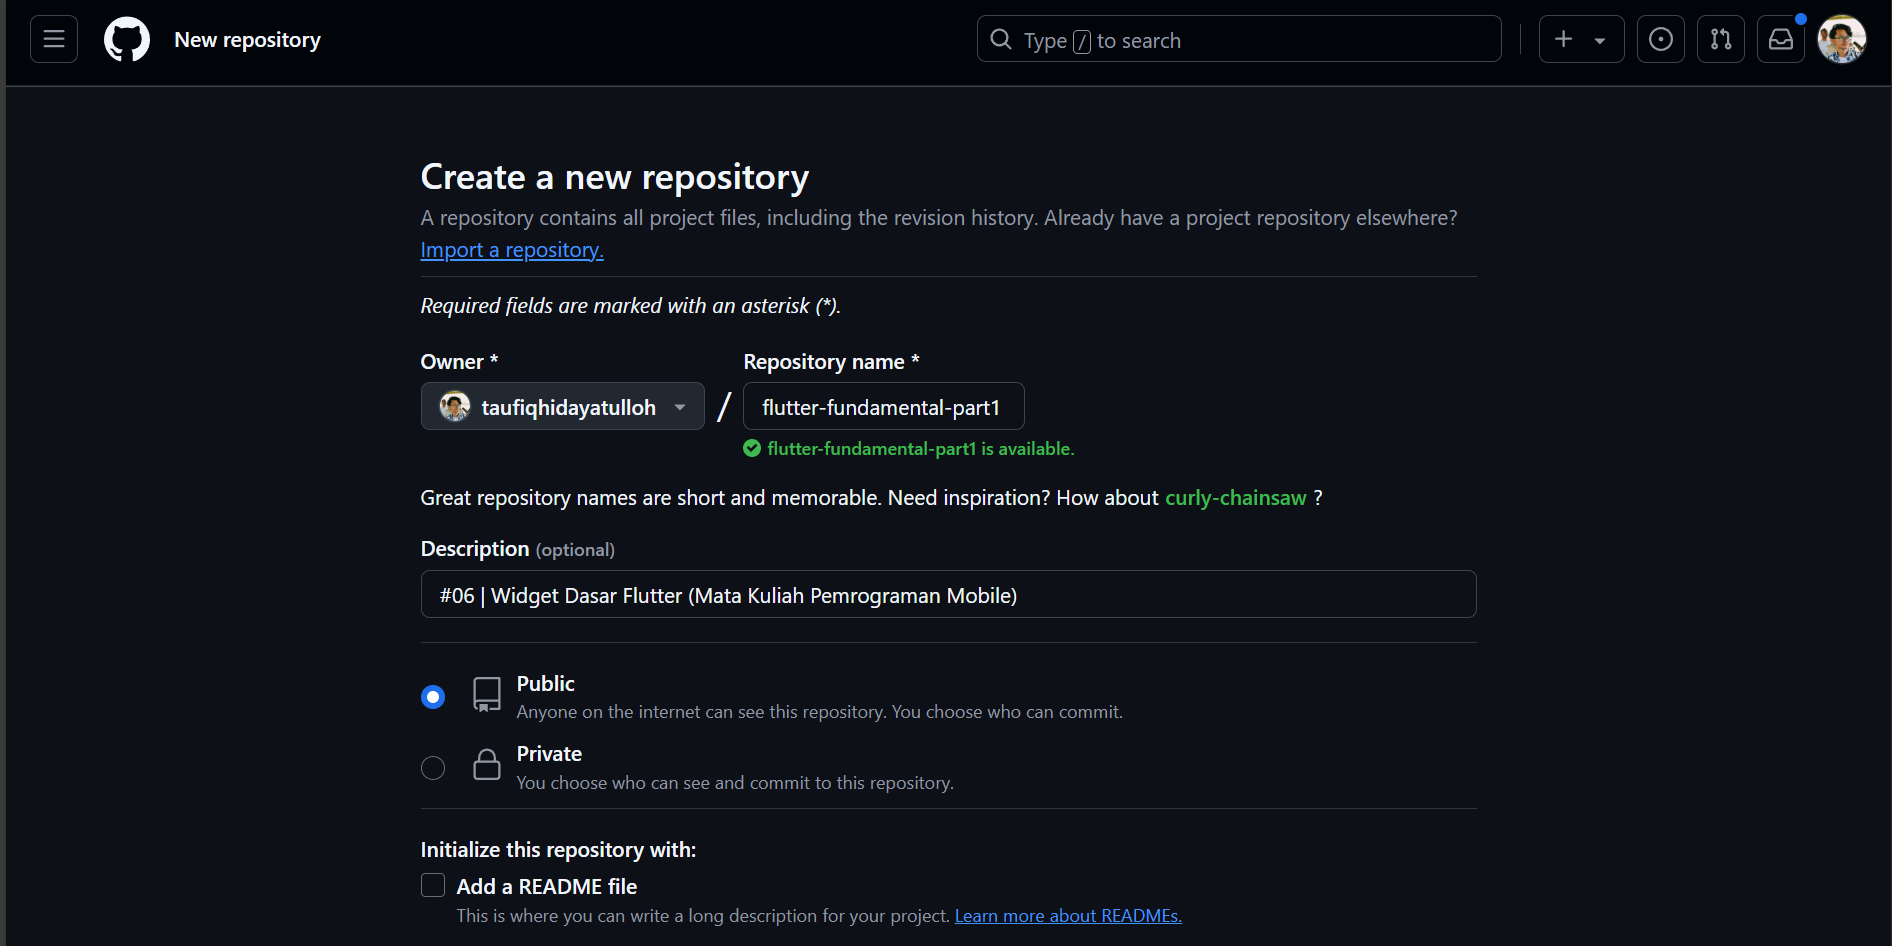 New repository
Type / to search
Create a new repository
A repository contains all project files, including the revision history. Already have a project repository elsewhere?
Import a repository.
Required fields are marked with an asterisk (*).
Owner *
Repository name *
taufiqhidayatulloh
/
flutter-fundamental-part1
flutter-fundamental-part1 is available.
Great repository names are short and memorable. Need inspiration? How about curly-chainsaw ?
Description (optional)
#06 | Widget Dasar Flutter (Mata Kuliah Pemrograman Mobile)
Public
Anyone on the internet can see this repository. You choose who can commit.
Private
You choose who can see and commit to this repository.
Initialize this repository with:
Add a README file
This is where you can write a long description for your project. Learn more about READMEs.